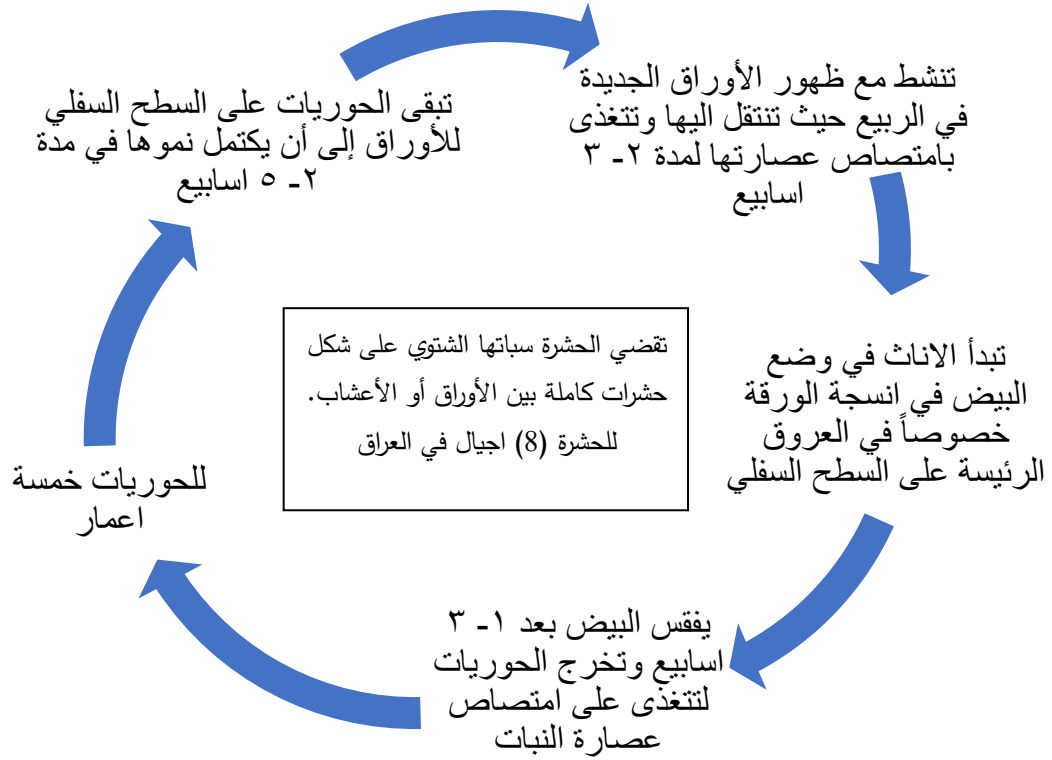 تنشط مع ظهور الأوراق الجديدة
في الربيع حيث تنتقل اليها وتتغذى
بامتصاص عصارتها لمدة ٢- ٣
اسابيع
تبدأ الاناث في وضع
البيض في انسجة الورقة
خصوصاً في العروق
الرئيسة على السطح السفلي
يفقس البيض بعد ١- ٣
اسابيع وتخرج الحوريات
لتتغذى على امتصاص
عصارة النبات
للحوريات خمسة
اعمار
تبقى الحوريات على السطح السفلي
للأوراق إلى أن يكتمل نموها في مدة
٢- ٥ اسابيع
تقضي الحشرة سباتها الشتوي على شكل
حشرات كاملة بين الأوراق أو الأعشاب.
للحشرة (8) اجيال في العراق